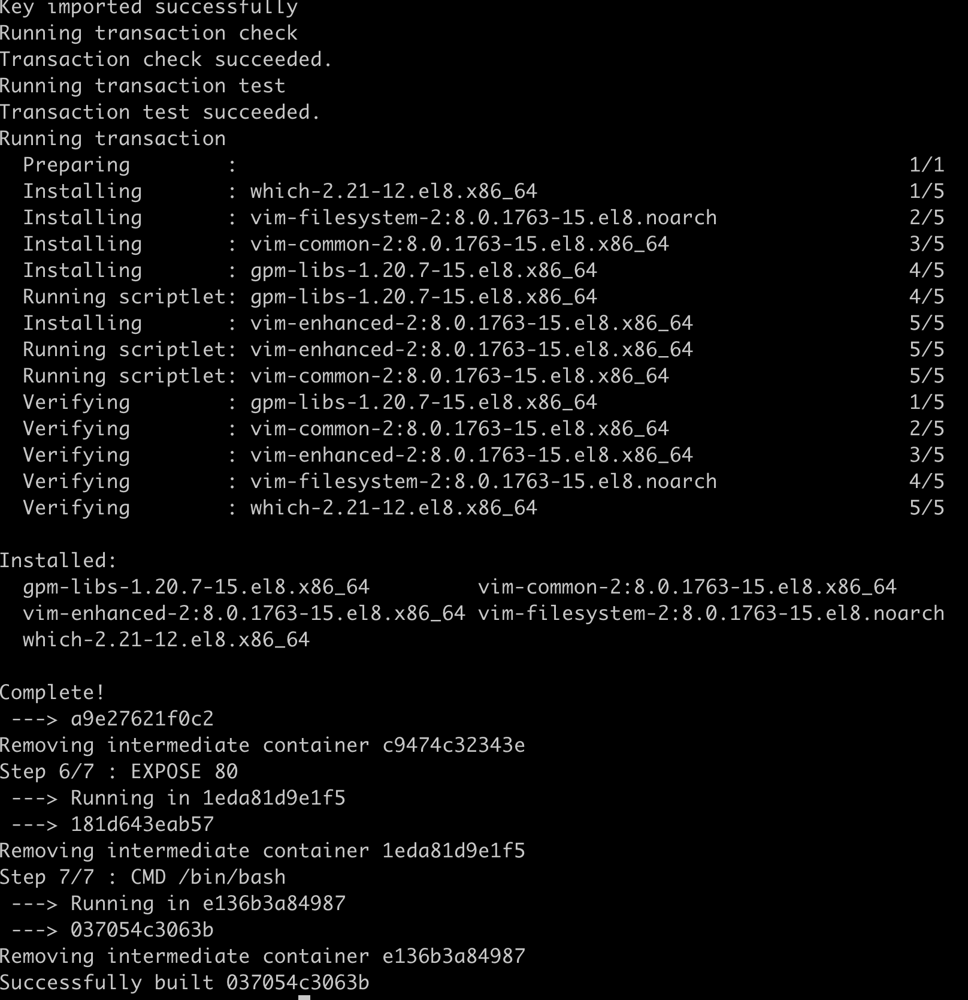 Key imported successfully
Running transaction check
Transaction check succeeded.
Running transaction test
Transaction test succeeded.
Running transaction
  Preparing        :                                                        1/1
  Installing       : which-2.21-12.el8.x86_64                               1/5
  Installing       : vim-filesystem-2:8.0.1763-15.el8.noarch                2/5
  Installing       : vim-common-2:8.0.1763-15.el8.x86_64                    3/5
  Installing       : gpm-libs-1.20.7-15.el8.x86_64                          4/5
  Running scriptlet: gpm-libs-1.20.7-15.el8.x86_64                          4/5
  Installing       : vim-enhanced-2:8.0.1763-15.el8.x86_64                  5/5
  Running scriptlet: vim-enhanced-2:8.0.1763-15.el8.x86_64                  5/5
  Running scriptlet: vim-common-2:8.0.1763-15.el8.x86_64                    5/5
  Verifying        : gpm-libs-1.20.7-15.el8.x86_64                          1/5
  Verifying        : vim-common-2:8.0.1763-15.el8.x86_64                    2/5
  Verifying        : vim-enhanced-2:8.0.1763-15.el8.x86_64                  3/5
  Verifying        : vim-filesystem-2:8.0.1763-15.el8.noarch                4/5
  Verifying        : which-2.21-12.el8.x86_64                               5/5

Installed:
  gpm-libs-1.20.7-15.el8.x86_64         vim-common-2:8.0.1763-15.el8.x86_64
  vim-enhanced-2:8.0.1763-15.el8.x86_64 vim-filesystem-2:8.0.1763-15.el8.noarch
  which-2.21-12.el8.x86_64

Complete!
 ---> a9e27621f0c2
Removing intermediate container c9474c32343e
Step 6/7 : EXPOSE 80
 ---> Running in 1eda81d9e1f5
 ---> 181d643eab57
Removing intermediate container 1eda81d9e1f5
Step 7/7 : CMD /bin/bash
 ---> Running in e136b3a84987
 ---> 037054c3063b
Removing intermediate container e136b3a84987
Successfully built 037054c3063b